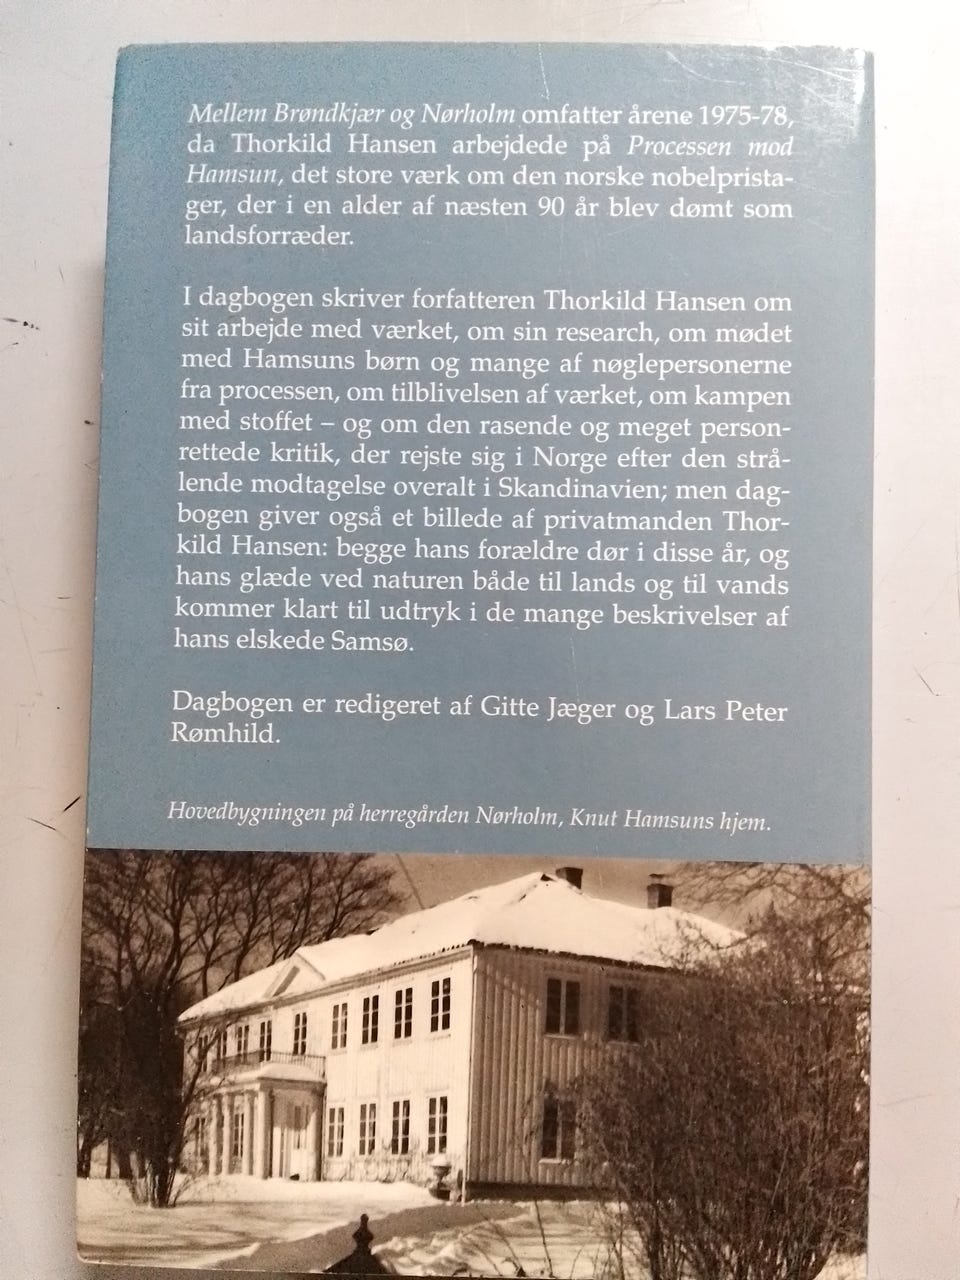 Mellem Brøndkjær og Nørholm omfatter årene 1975-78,
da Thorkild Hansen arbejdede på Processen mod
Hamsun, det store værk om den norske nobelprista-
ger, der i en alder af næsten 90 år blev dømt som
landsforræder.
I dagbogen skriver forfatteren Thorkild Hansen om
sit arbejde med værket, om sin research, om mødet
med Hamsuns børn og mange af nøglepersonerne
fra processen, om tilblivelsen af værket, om kampen
med stoffet – og om den rasende og meget person-
rettede kritik, der rejste sig i Norge efter den strå-
lende modtagelse overalt i Skandinavien; men dag-
bogen giver også et billede af privatmanden Thor-
kild Hansen: begge hans forældre dør i disse år, og
hans glæde ved naturen både til lands og til vands
kommer klart til udtryk i de mange beskrivelser af
hans elskede Samsø.
Dagbogen er redigeret af Gitte Jæger og Lars Peter
Rømhild.
Hovedbygningen på herregården Nørholm, Knut Hamsuns hjem.